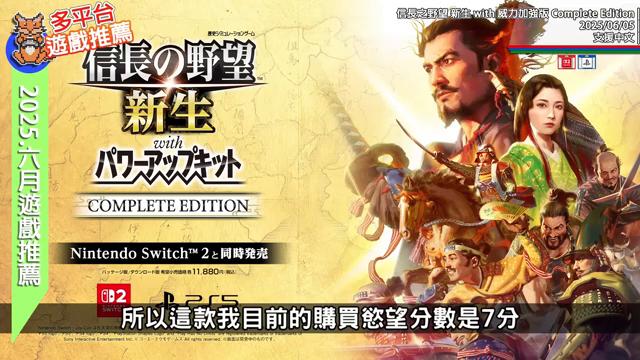 多平台
遊戲推薦
2025.六月遊戲推薦
信長之野望 新生 with 威力加強版 Complete Edition
2025/06/05
支援中文
歴史シミュレーションゲーム
信長の野望
新生
with
パワーアップキット
COMPLETE EDITION
Nintendo Switch™ 2と同時発売
パッケージ版/ダウンロード版 希望小売価格 各11,880円(税込)
2
PS5
所以這款我目前的購買慾望分數是7分